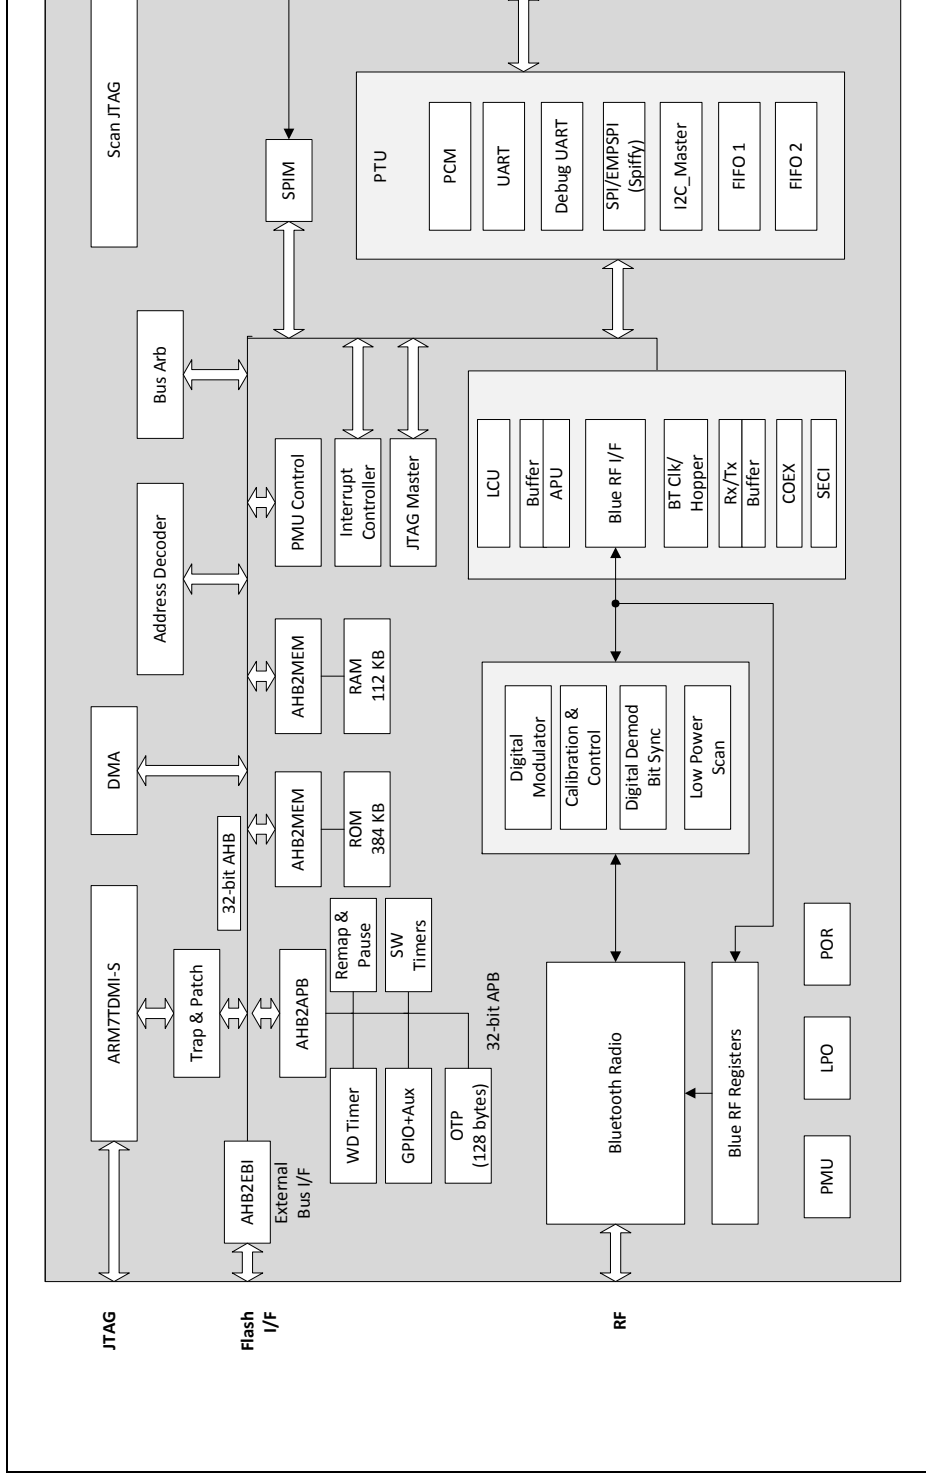 JTAG
ARM7TDMI-S
DMA
Scan JTAG
Trap & Patch
Address Decoder
Bus Arb
32-bit AHB
Flash
I/F
AHB2EBI
External
Bus I/F
AHB2APB
AHB2MEM
AHB2MEM
PMU Control
SPIM
WD Timer
Remap &
Pause
ROM
384 KB
RAM
112 KB
Interrupt
Controller
GPIO+Aux
SW
Timers
JTAG Master
OTP
(128 bytes)
32-bit APB
PTU
PCM
UART
Debug UART
SPI/EMPSPI
(Spiffy)
I2C_Master
FIFO 1
FIFO 2
RF
Bluetooth Radio
Digital
Modulator
Calibration &
Control
Digital Demod
Bit Sync
Low Power
Scan
LCU
Buffer
APU
Blue RF I/F
BT Clk/
Hopper
Rx/Tx
Buffer
COEX
SECI
Blue RF Registers
PMU
LPO
POR